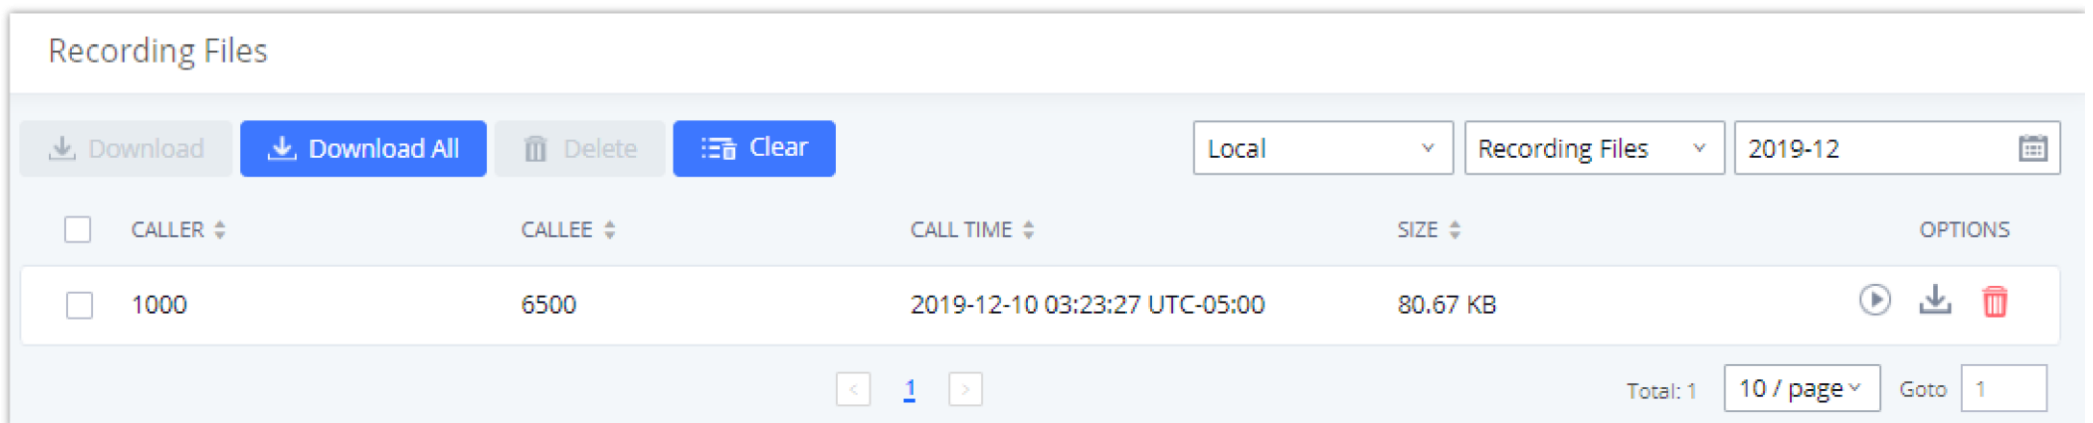 Recording Files
Download Download All Delete Clear Local Recording Files 2019-12
CALLER CALLEE CALL TIME SIZE OPTIONS
1000 6500 2019-12-10 03:23:27 UTC-05:00 80.67 KB
< 1 > Total: 1 10 / page Goto 1